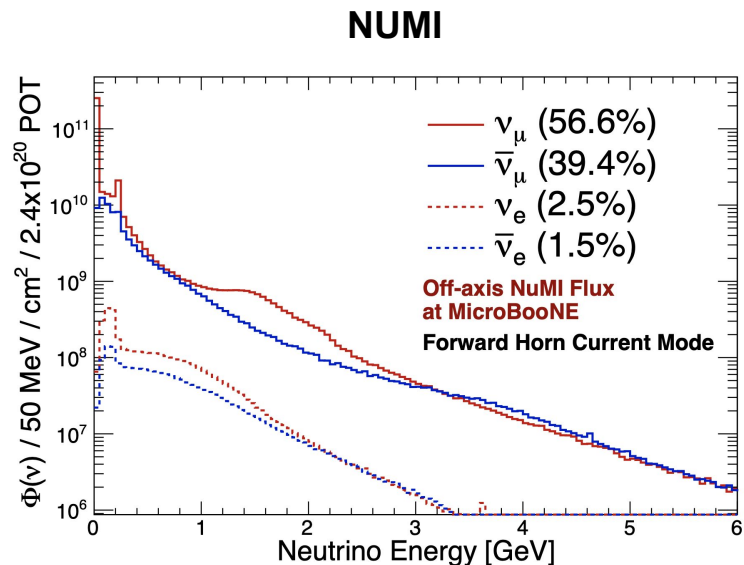 NUMI
Φ(ν) / 50 MeV / cm² / 2.4x10²⁰ POT
10¹¹
10¹⁰
10⁹
10⁸
10⁷
10⁶
ν_μ (56.6%)
ν̄_μ (39.4%)
ν_e (2.5%)
ν̄_e (1.5%)
Off-axis NuMI Flux
at MicroBooNE
Forward Horn Current Mode
0 1 2 3 4 5 6
Neutrino Energy [GeV]